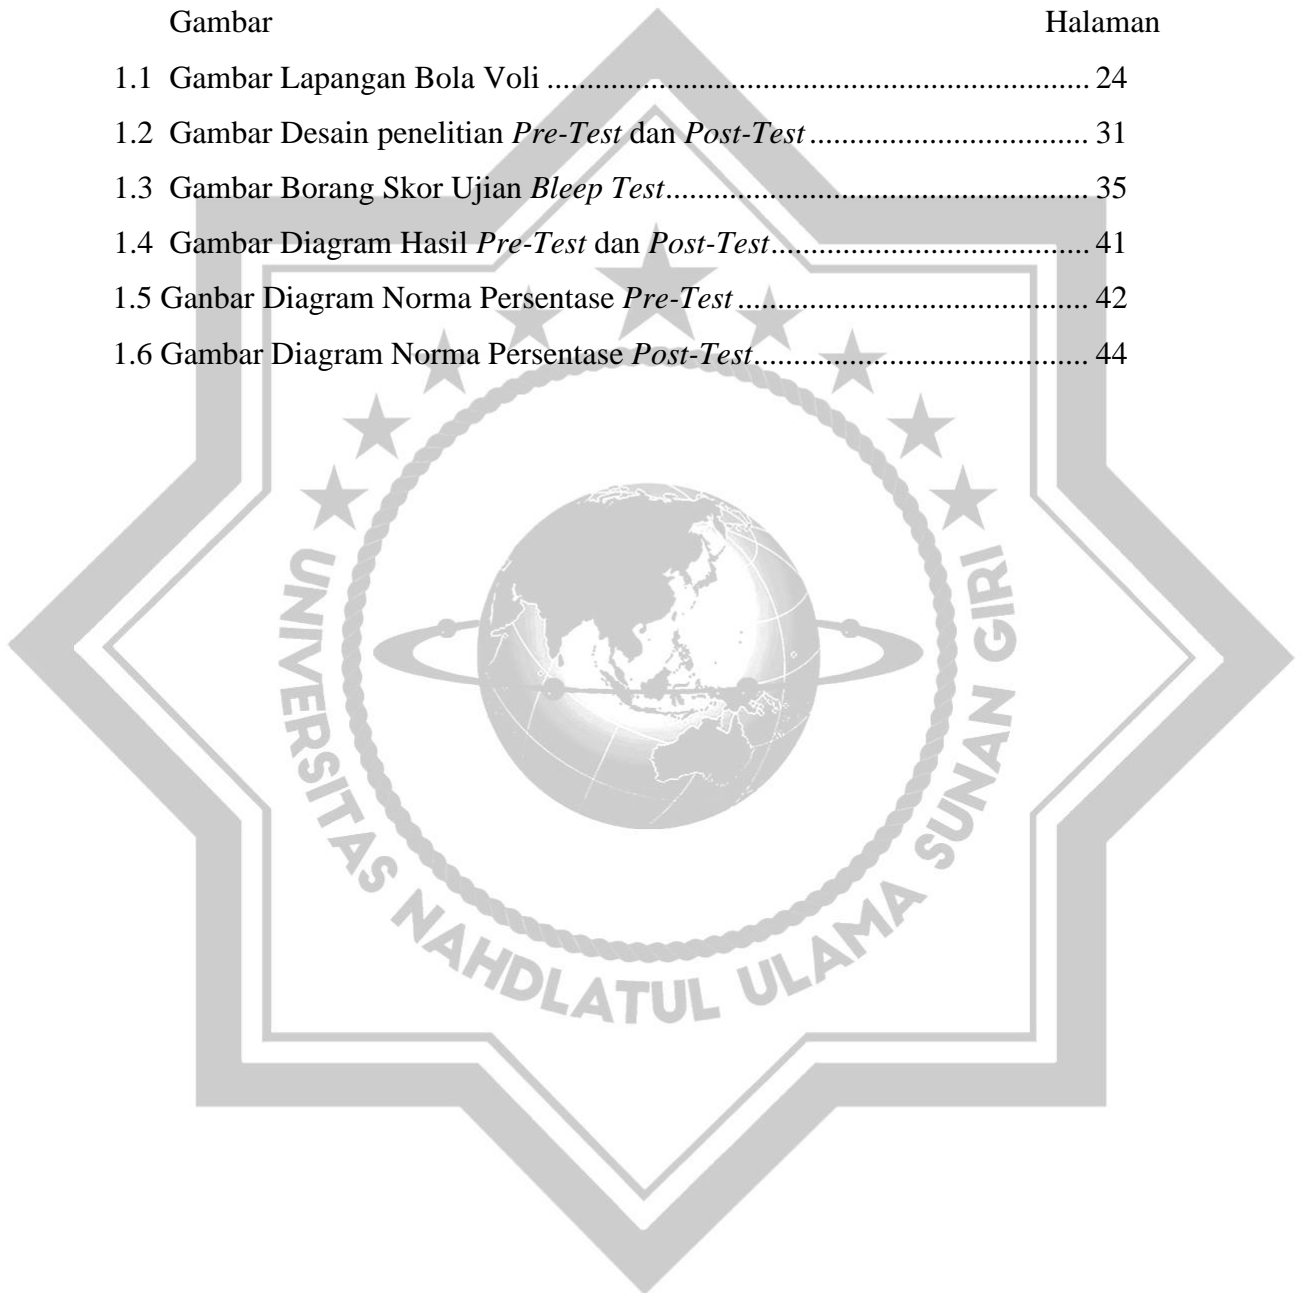 Gambar Halaman
1.1 Gambar Lapangan Bola Voli ................................................................... 24
1.2 Gambar Desain penelitian Pre-Test dan Post-Test .................................. 31
1.3 Gambar Borang Skor Ujian Bleep Test.................................................... 35
1.4 Gambar Diagram Hasil Pre-Test dan Post-Test....................................... 41
1.5 Ganbar Diagram Norma Persentase Pre-Test ........................................... 42
1.6 Gambar Diagram Norma Persentase Post-Test......................................... 44
UNIVERSITAS NAHDLATUL ULAMA SUNAN GIRI